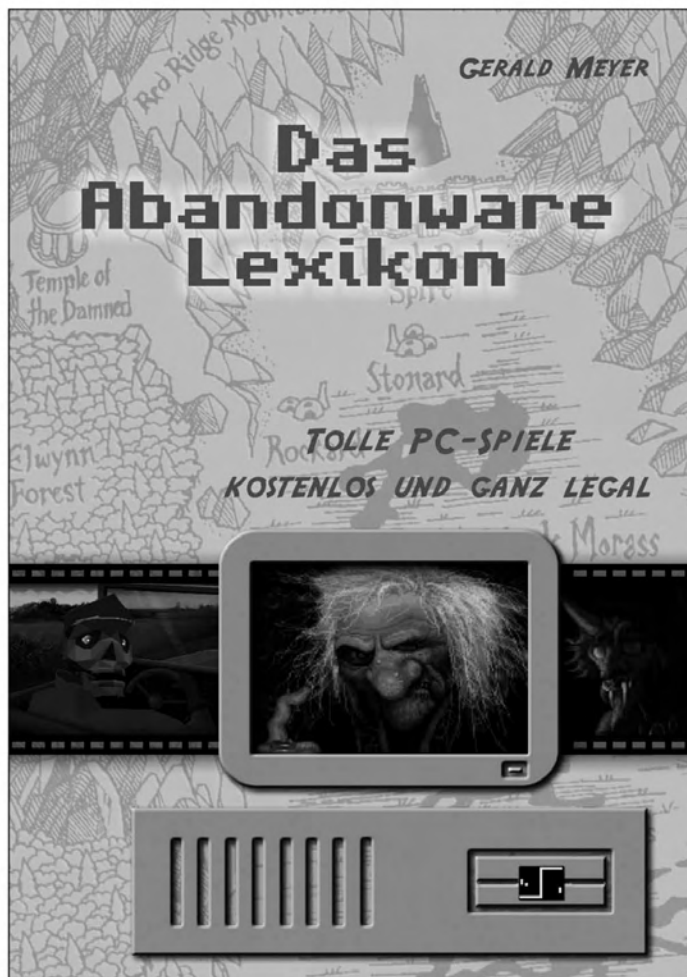 Red Ridge Mountains
GERALD MEYER
Das
Abandonware
Lexikon
Temple of
the Damned
Spire
Stonard
Rockard
TOLLE PC-SPIELE
KOSTENLOS UND GANZ LEGAL
Elwynn
Forest
Morass